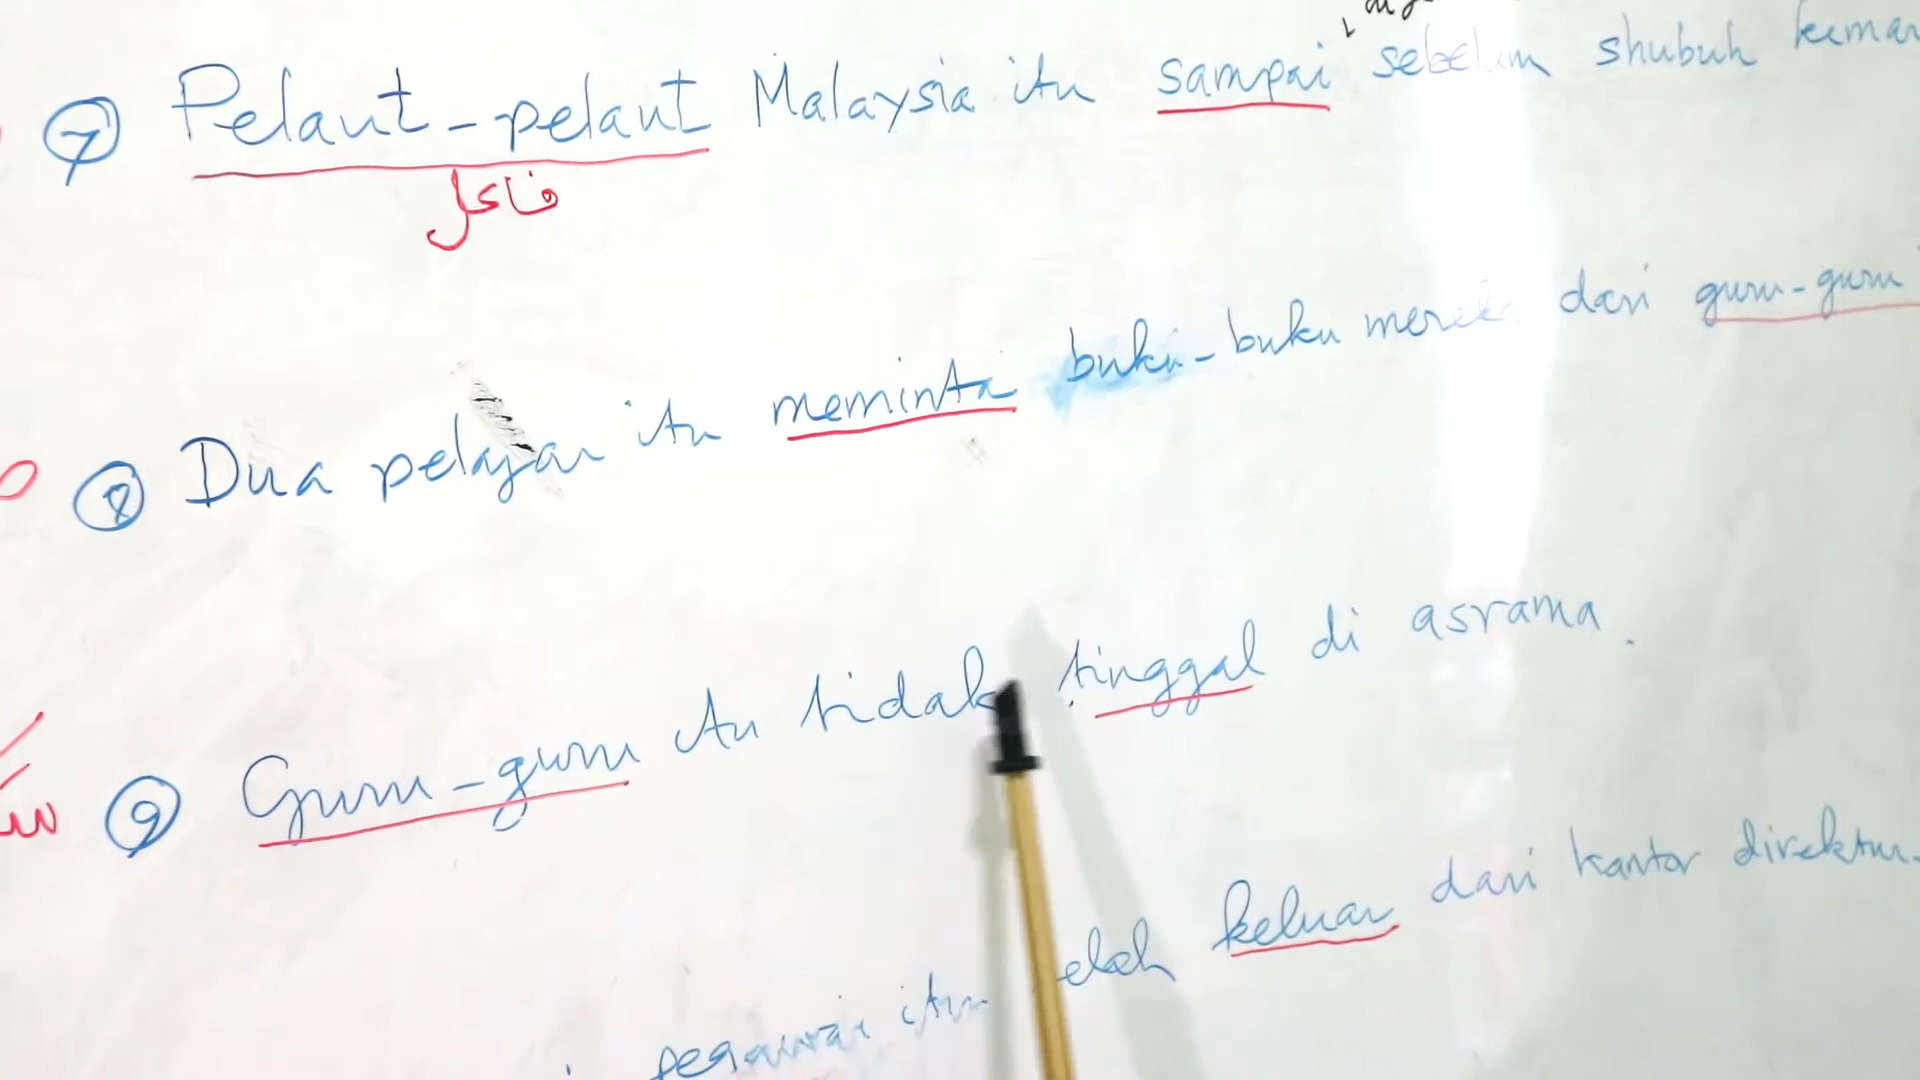 7 Pelaut-pelaut Malaysia itu sampai sebelum shubuh
فاعل
8 Dua pelajar itu meminta buku-buku mereka dari guru-guru
9 Guru-guru itu tidak tinggal di asrama.
itu keluar dari kantor direktur